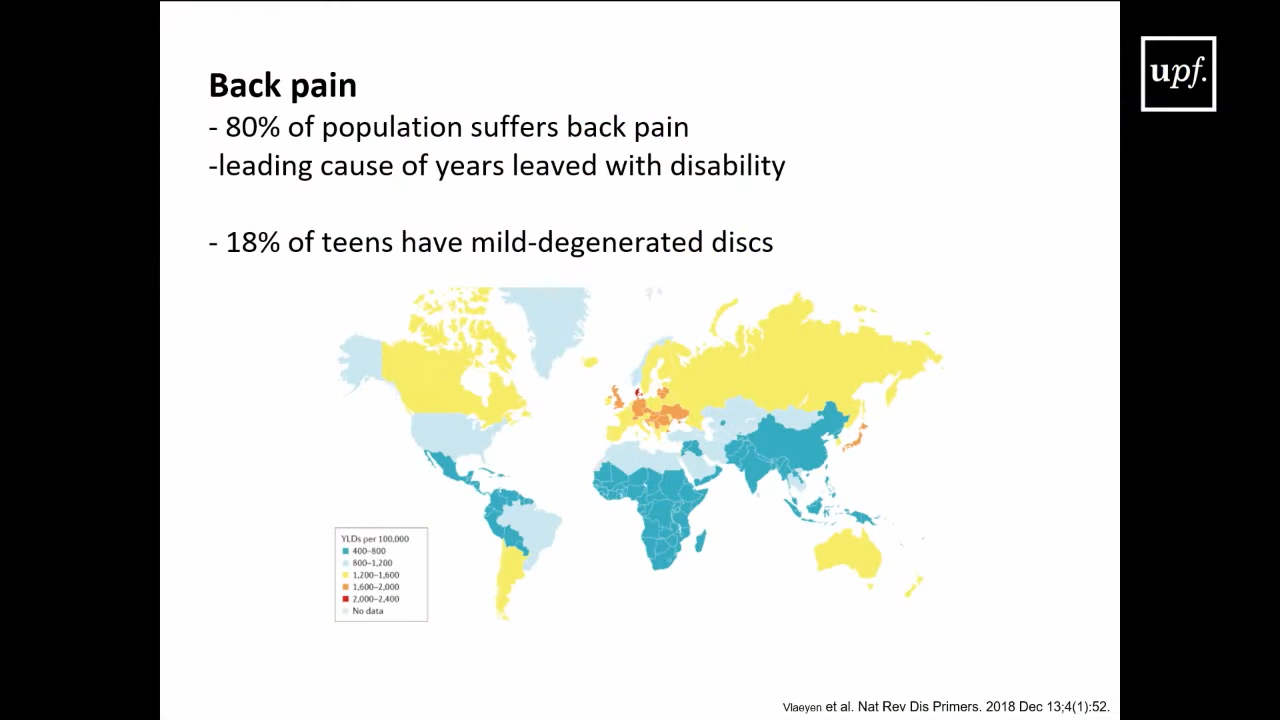 upf.
Back pain
- 80% of population suffers back pain
-leading cause of years leaved with disability
- 18% of teens have mild-degenerated discs
YLDs per 100,000
400–800
800–1,200
1,200–1,600
1,600–2,000
2,000–2,400
No data
Vlaeyen et al. Nat Rev Dis Primers. 2018 Dec 13;4(1):52.